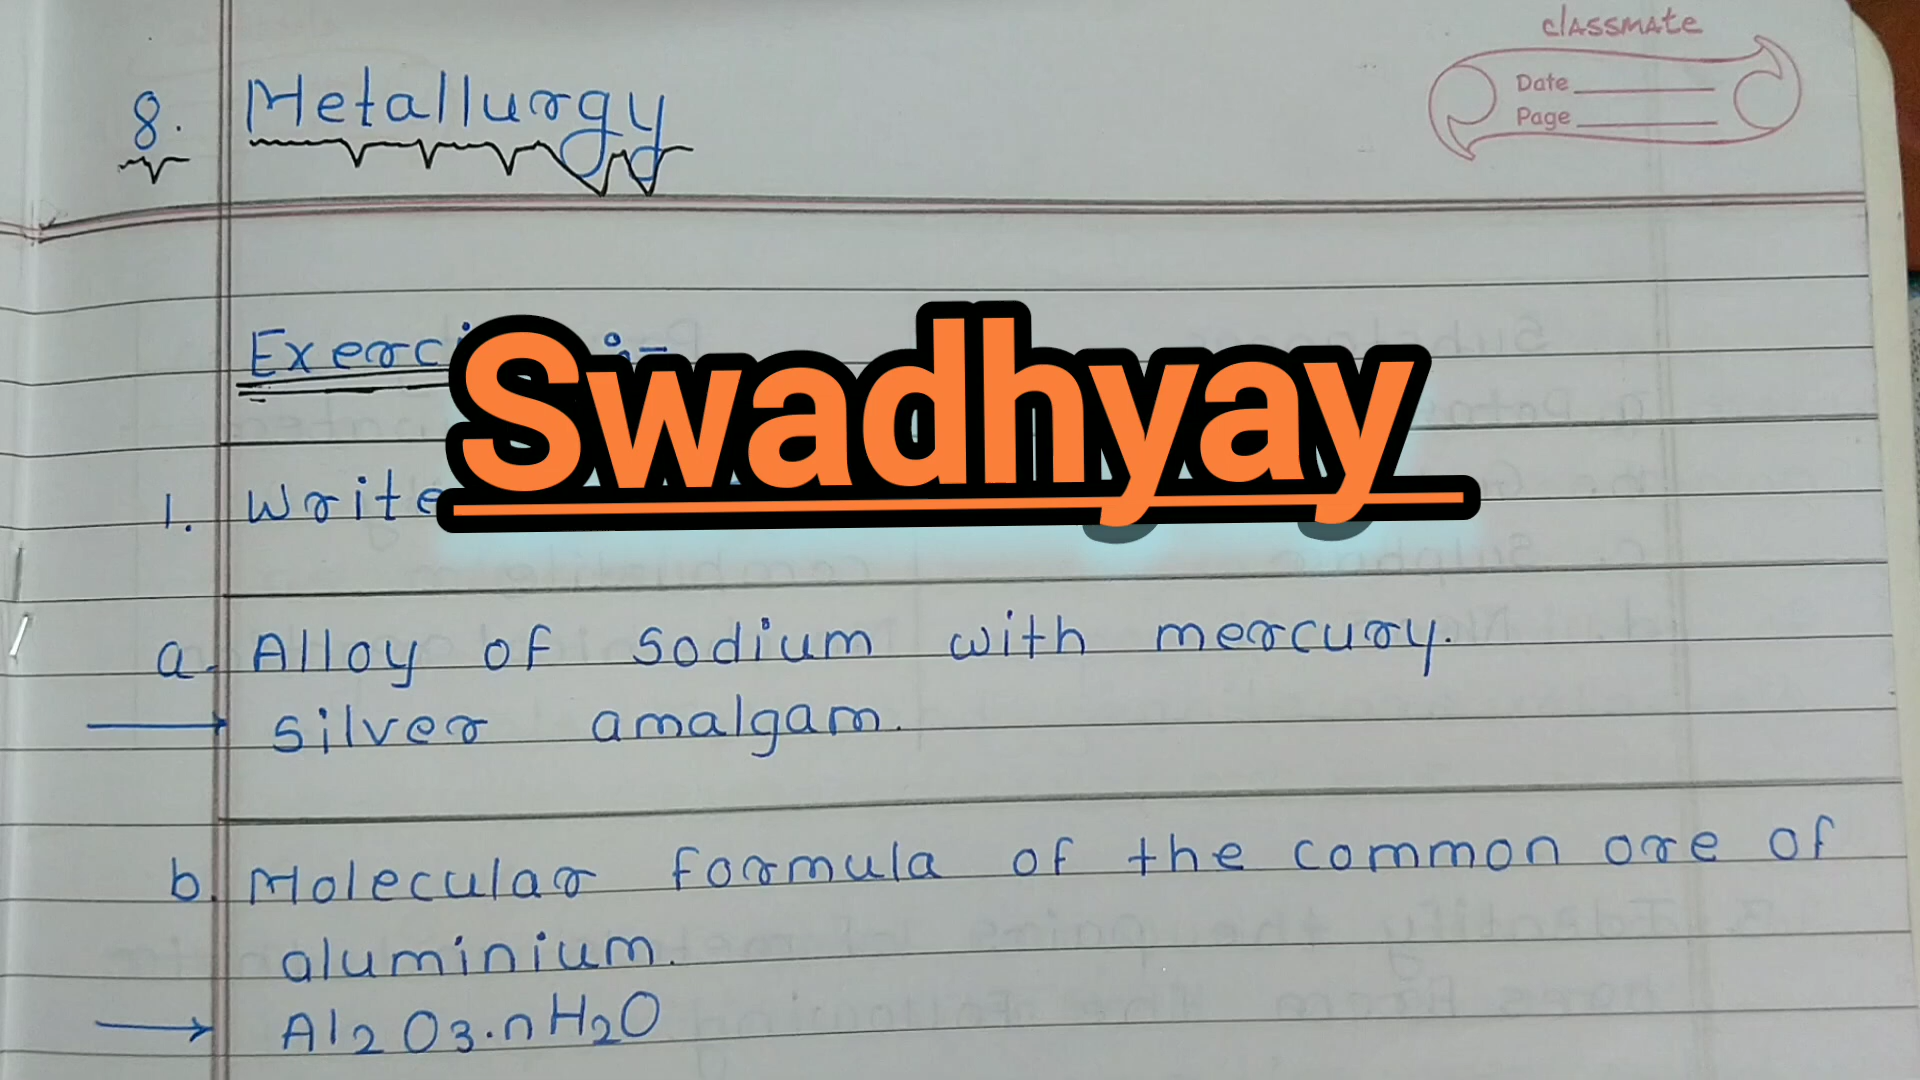 classmate
Date
Page
8. Metallurgy
Swadhyay
1. Write
a. Alloy of sodium with mercury.
→ silver amalgam.
b. Molecular formula of the common ore of
aluminium.
→ Al2O3.nH2O